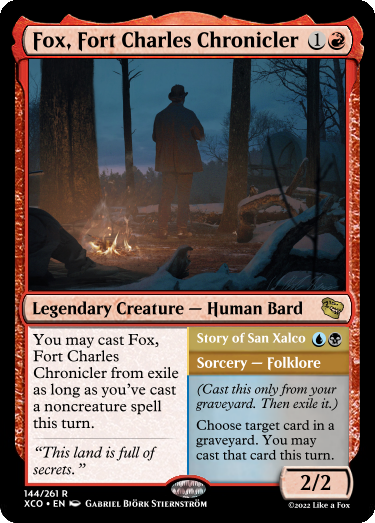 Fox, Fort Charles Chronicler 1
Legendary Creature — Human Bard
You may cast Fox,
Fort Charles
Chronicler from exile
as long as you've cast
a noncreature spell
this turn.
“This land is full of
secrets.”
Story of San Xalco
Sorcery — Folklore
(Cast this only from your
graveyard. Then exile it.)
Choose target card in a
graveyard. You may
cast that card this turn.
2/2
144/261 R
XCO • EN Gabriel Björk Stiernström
©2022 Like a Fox